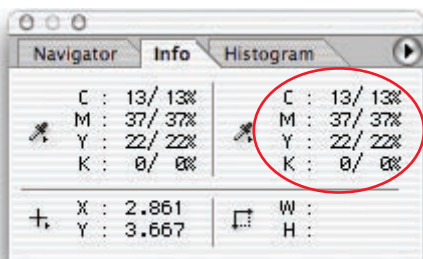 Navigator Info Histogram
C : 13/ 13% C : 13/ 13%
M : 37/ 37% M : 37/ 37%
Y : 22/ 22% Y : 22/ 22%
K : 0/ 0% K : 0/ 0%
X : 2.861 W :
Y : 3.667 H :